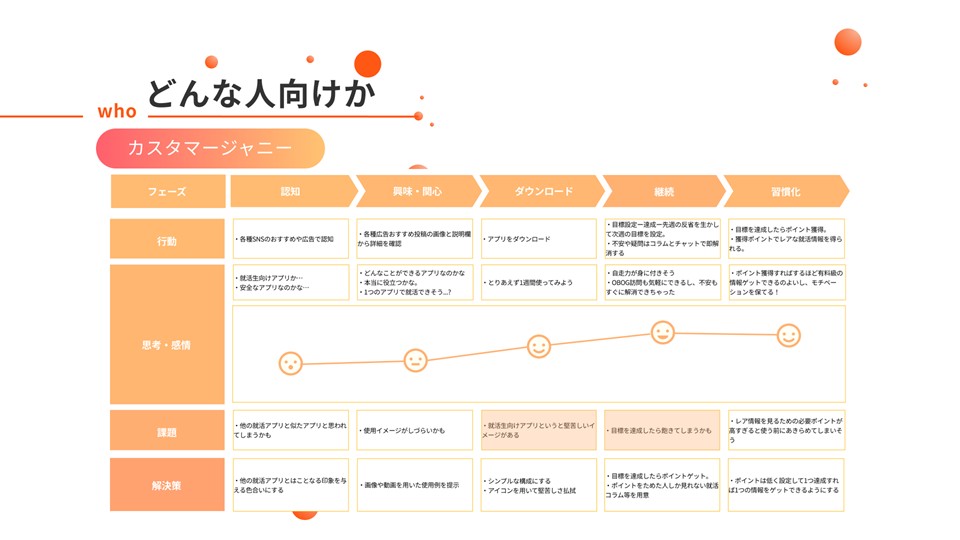 どんな人向けか
who
カスタマージャニー
フェーズ
認知
興味・関心
ダウンロード
継続
習慣化
行動
・各種SNSのおすすめや広告で認知
・各種広告おすすめ投稿の画像と説明欄
から詳細を確認
・アプリをダウンロード
・目標設定ー達成ー先週の反省を生かし
て次週の目標を設定。
・不安や疑問はコラムとチャットで即解
消する
・目標を達成したらポイント獲得。
・獲得ポイントでレアな就活情報を得ら
れる。
思考・感情
・就活生向けアプリか…
・安全なアプリなのかな…
・どんなことができるアプリなのかな
・本当に役立つかな。
・1つのアプリで就活できそう...?
・とりあえず1週間使ってみよう
・自走力が身に付きそう
・OBOG訪問も気軽にできるし、不安も
すぐに解消できちゃった
・ポイント獲得すればするほど有料級の
情報ゲットできるのよいし、モチベー
ションを保てる！
課題
・他の就活アプリと似たアプリと思われ
てしまうかも
・使用イメージがしづらいかも
・就活生向けアプリというと堅苦しいイ
メージがある
・目標を達成したら飽きてしまうかも
・レア情報を見るための必要ポイントが
高すぎると使う前にあきらめてしまいそ
う
解決策
・他の就活アプリとはことなる印象を与
える色合いにする
・画像や動画を用いた使用例を提示
・シンプルな構成にする
・アイコンを用いて堅苦しさ払拭
・目標を達成したらポイントゲット。
・ポイントをためた人しか見れない就活
コラム等を用意
・ポイントは低く設定して1つ達成すれ
ば1つの情報をゲットできるようにする